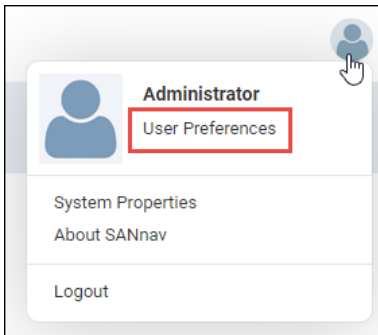 Administrator
User Preferences
System Properties
About SANnav
Logout